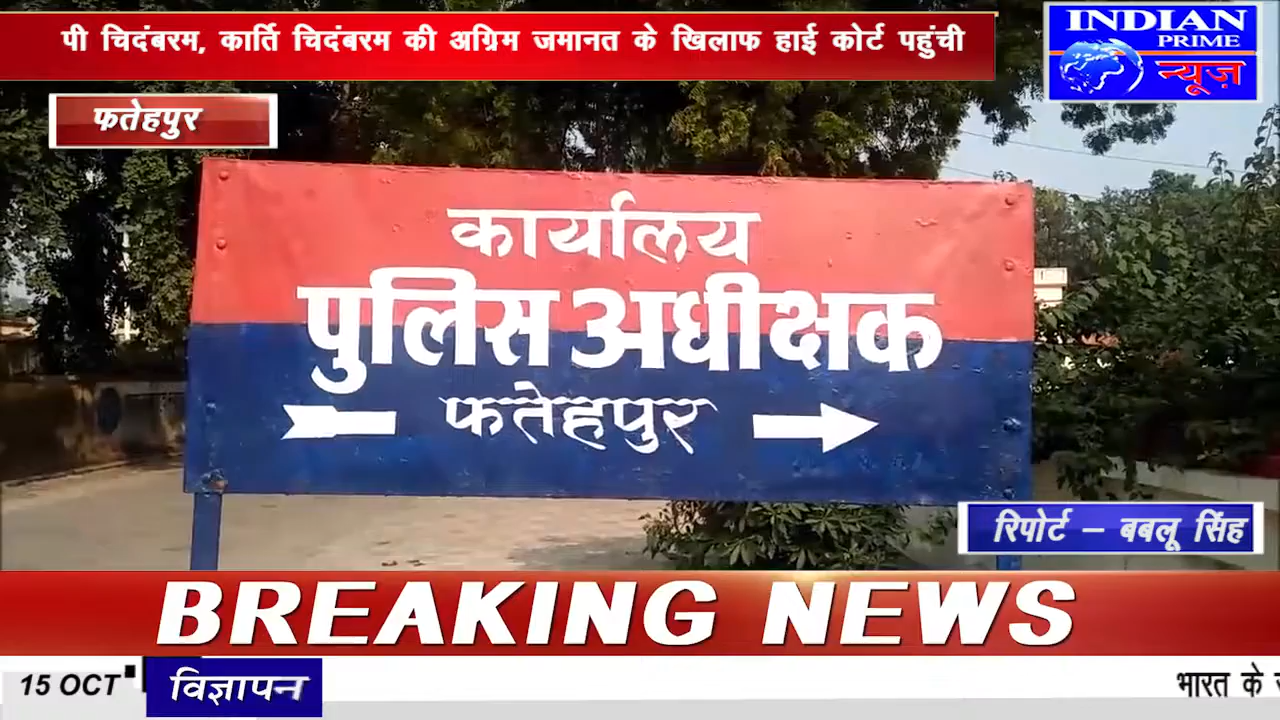 पी चिदंबरम, कार्ति चिदंबरम की अग्रिम जमानत के खिलाफ हाई कोर्ट पहुंची
INDIAN
PRIME
न्यूज़
फतेहपुर
कार्यालय
पुलिस अधीक्षक
फतेहपुर
रिपोर्ट – बबलू सिंह
BREAKING NEWS
15 OCT
विज्ञापन
भारत के